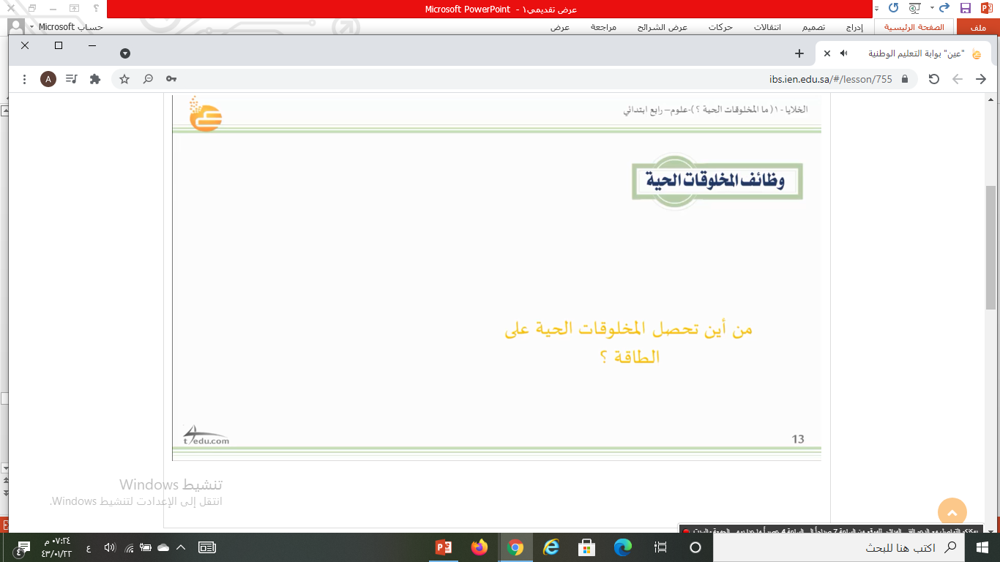 عرض تقديمي١ - Microsoft PowerPoint
ملف
الصفحة الرئيسية
إدراج
تصميم
انتقالات
حركات
عرض الشرائح
مراجعة
عرض
حساب Microsoft
"عين" بوابة التعليم الوطنية
ibs.ien.edu.sa/#/lesson/755
A
الخلايا - ١( ما المخلوقات الحية ؟ )-علوم– رابع ابتدائي
وظائف المخلوقات الحية
من أين تحصل المخلوقات الحية على
الطاقة ؟
t4edu.com
13
تنشيط Windows
انتقل إلى الإعدادت لتنشيط Windows.
اكتب هنا للبحث
ع
٠٧:٢٤ م
٤٣/٠١/٢٢
٤